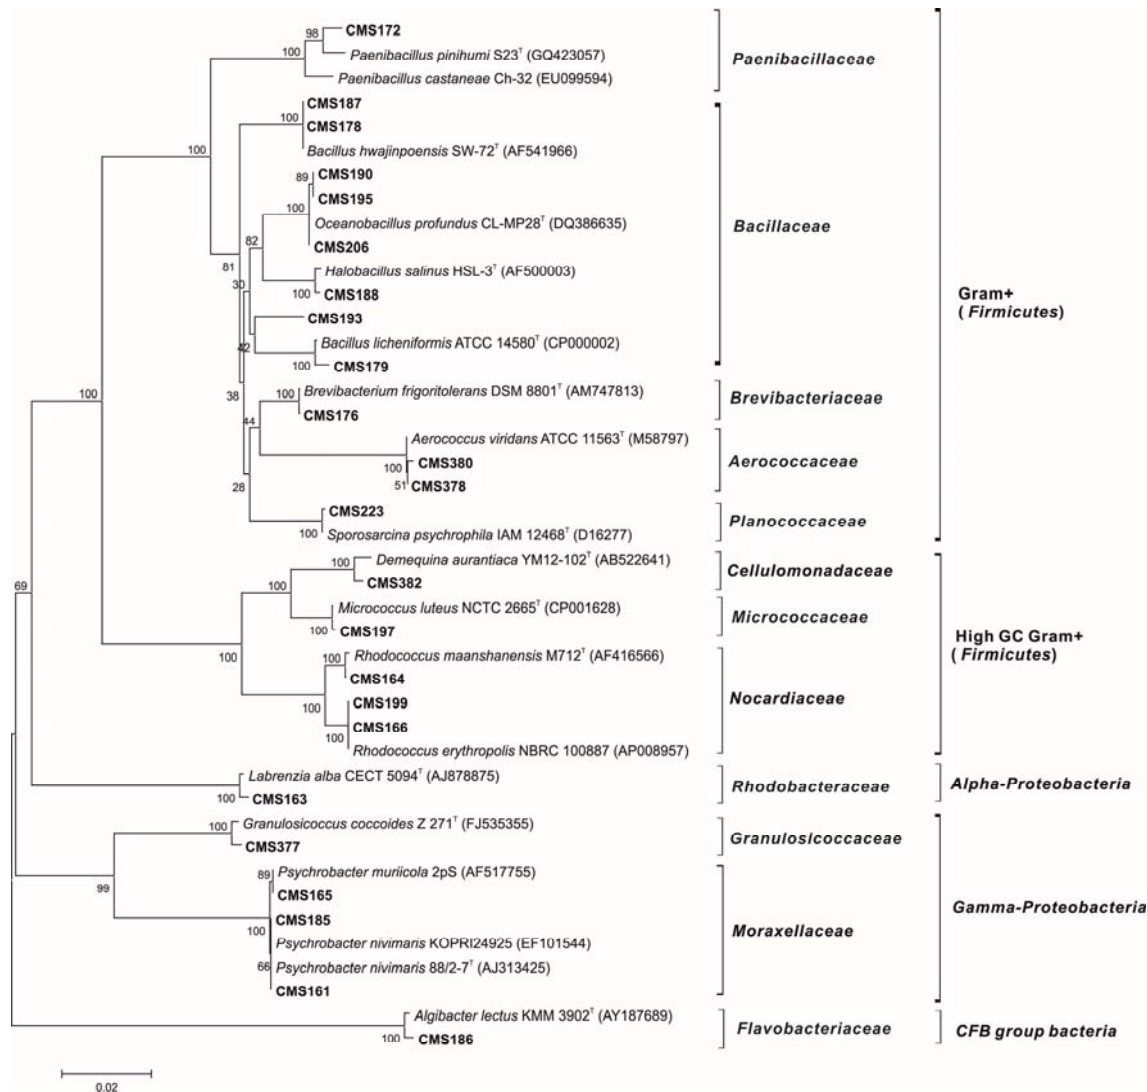 CMS172
98
Paenibacillus pinihumi S23T (GQ423057)
100
Paenibacillaceae
Paenibacillus castaneae Ch-32 (EU099594)
CMS187
100
CMS178
Bacillus hwajinpoensis SW-72T (AF541966)
100
CMS190
89
CMS195
100
Oceanobacillus profundus CL-MP28T (DQ386635)
Bacillaceae
82
CMS206
81
Halobacillus salinus HSL-3T (AF500003)
30
100
CMS188
Gram+
(Firmicutes)
CMS193
42
Bacillus licheniformis ATCC 14580T (CP000002)
100
CMS179
38
100
Brevibacterium frigoritolerans DSM 8801T (AM747813)
Brevibacteriaceae
100
CMS176
44
Aerococcus viridans ATCC 11563T (M58797)
100
CMS380
Aerococcaceae
51
CMS378
28
CMS223
Planococcaceae
100
Sporosarcina psychrophila IAM 12468T (D16277)
100
Demequina aurantiaca YM12-102T (AB522641)
Cellulomonadaceae
100
CMS382
69
Micrococcus luteus NCTC 2665T (CP001628)
Micrococcaceae
100
CMS197
High GC Gram+
(Firmicutes)
100
100
Rhodococcus maanshanensis M712T (AF416566)
CMS164
CMS199
Nocardiaceae
100
CMS166
100
Rhodococcus erythropolis NBRC 100887 (AP008957)
Labrenzia alba CECT 5094T (AJ878875)
Rhodobacteraceae
Alpha-Proteobacteria
100
CMS163
100
Granulosicoccus coccoides Z 271T (FJ535355)
Granulosicoccaceae
CMS377
89
Psychrobacter muriicola 2pS (AF517755)
99
CMS165
CMS185
Moraxellaceae
Gamma-Proteobacteria
100
Psychrobacter nivimaris KOPRI24925 (EF101544)
66
Psychrobacter nivimaris 88/2-7T (AJ313425)
CMS161
Algibacter lectus KMM 3902T (AY187689)
Flavobacteriaceae
CFB group bacteria
100
CMS186
0.02